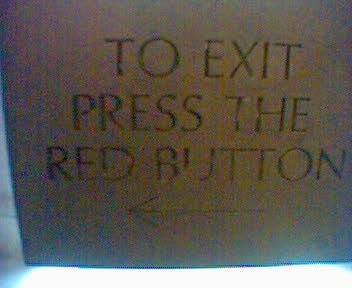 TO EXIT
PRESS THE
RED BUTTON